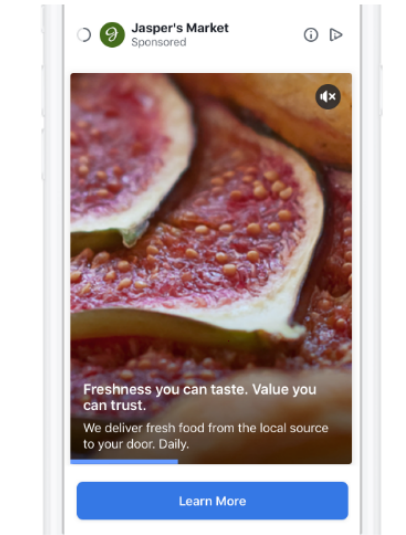 Jasper's Market
Sponsored
Freshness you can taste. Value you
can trust.
We deliver fresh food from the local source
to your door. Daily.
Learn More